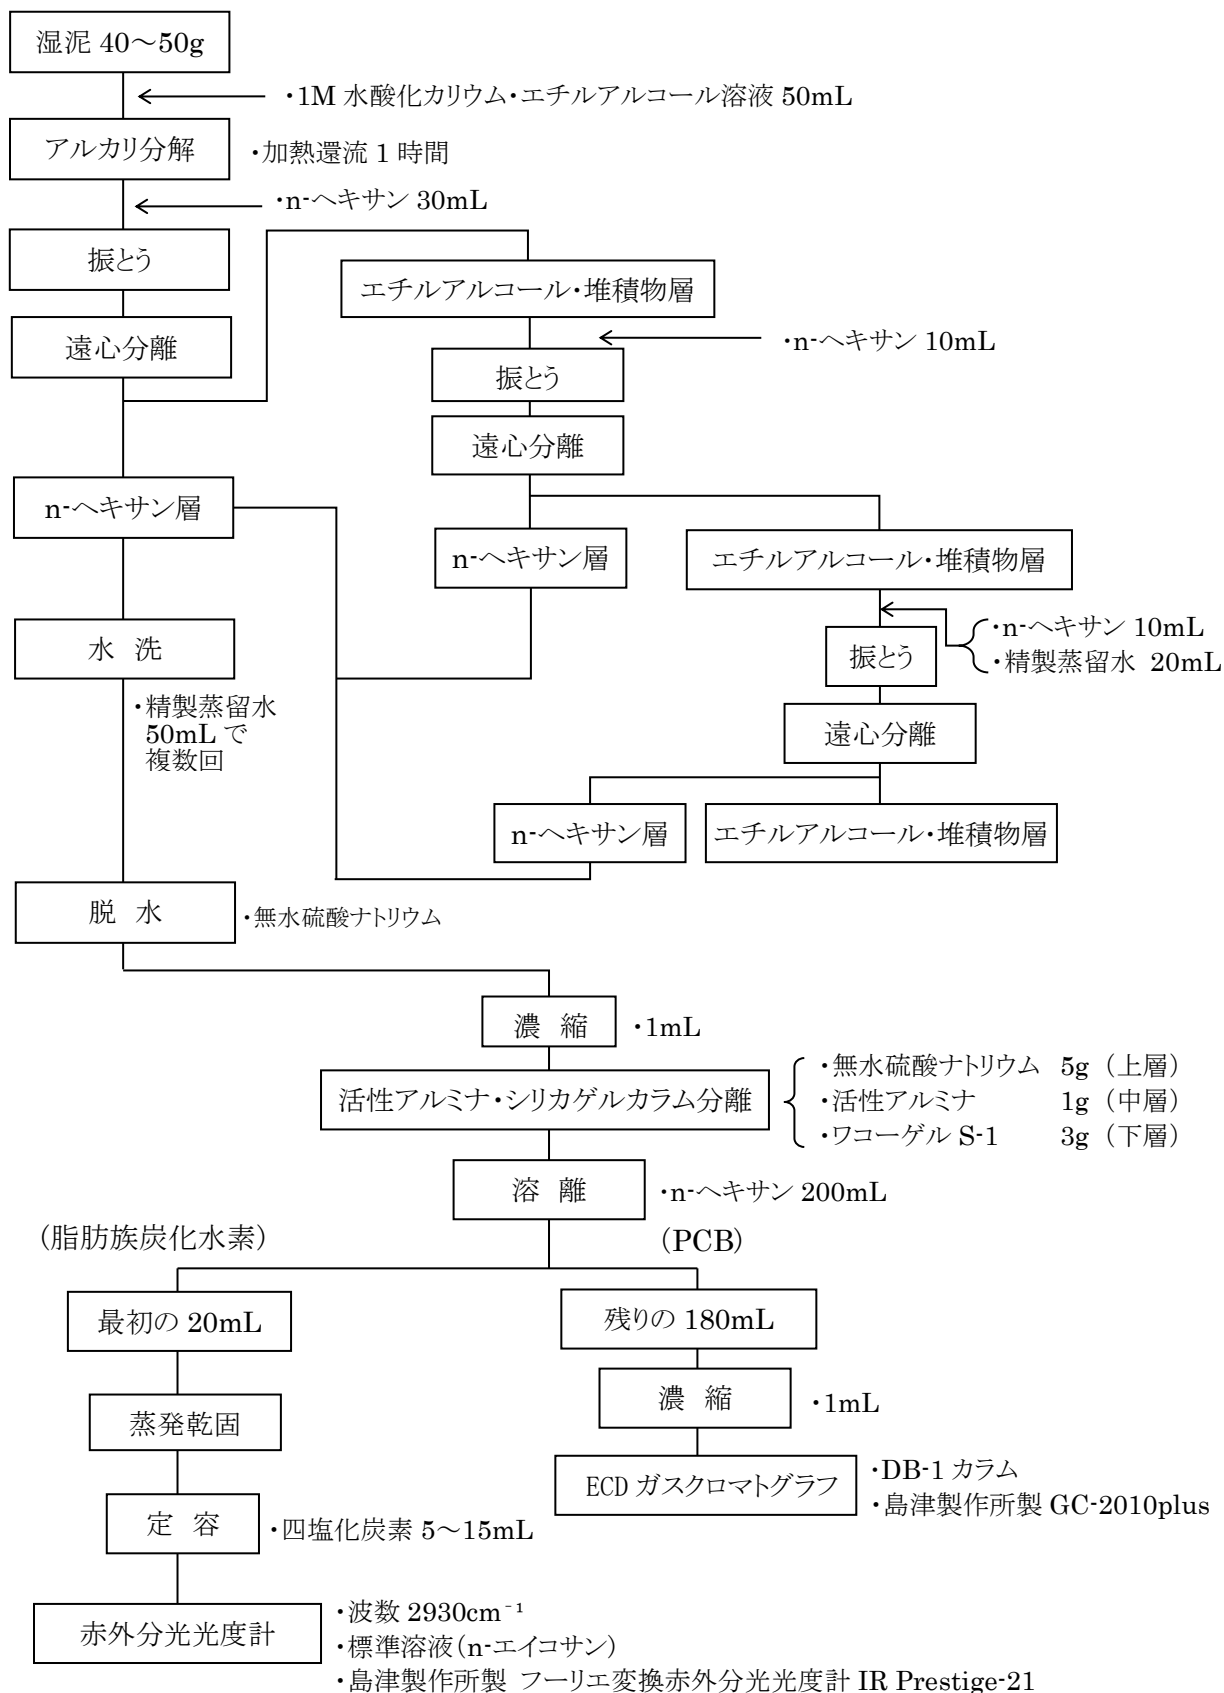 湿泥 40～50g
・1M 水酸化カリウム・エチルアルコール溶液 50mL
アルカリ分解
・加熱還流 1 時間
・n-ヘキサン 30mL
振とう
遠心分離
エチルアルコール・堆積物層
・n-ヘキサン 10mL
振とう
遠心分離
n-ヘキサン層
n-ヘキサン層
エチルアルコール・堆積物層
・n-ヘキサン 10mL
・精製蒸留水 20mL
振とう
遠心分離
水 洗
・精製蒸留水
50mL で
複数回
n-ヘキサン層
エチルアルコール・堆積物層
脱 水
・無水硫酸ナトリウム
濃 縮
・1mL
活性アルミナ・シリカゲルカラム分離
・無水硫酸ナトリウム 5g （上層）
・活性アルミナ 1g （中層）
・ワコーゲル S-1 3g （下層）
溶 離
・n-ヘキサン 200mL
（脂肪族炭化水素）
（PCB）
最初の 20mL
残りの 180mL
蒸発乾固
濃 縮
・1mL
定 容
・四塩化炭素 5～15mL
ECD ガスクロマトグラフ
・DB-1 カラム
・島津製作所製 GC-2010plus
赤外分光光度計
・波数 2930cm⁻¹
・標準溶液（n-エイコサン）
・島津製作所製 フーリエ変換赤外分光光度計 IR Prestige-21